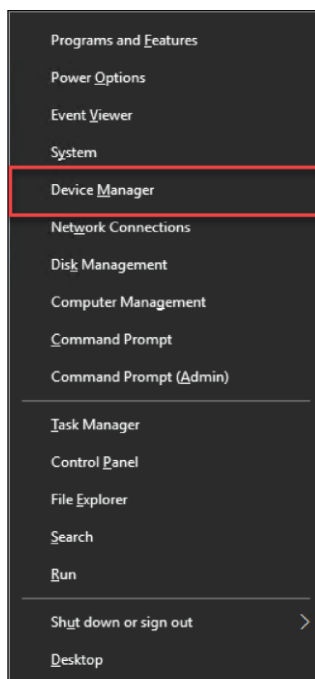 Programs and Features
Power Options
Event Viewer
System
Device Manager
Network Connections
Disk Management
Computer Management
Command Prompt
Command Prompt (Admin)
Task Manager
Control Panel
File Explorer
Search
Run
Shut down or sign out
Desktop